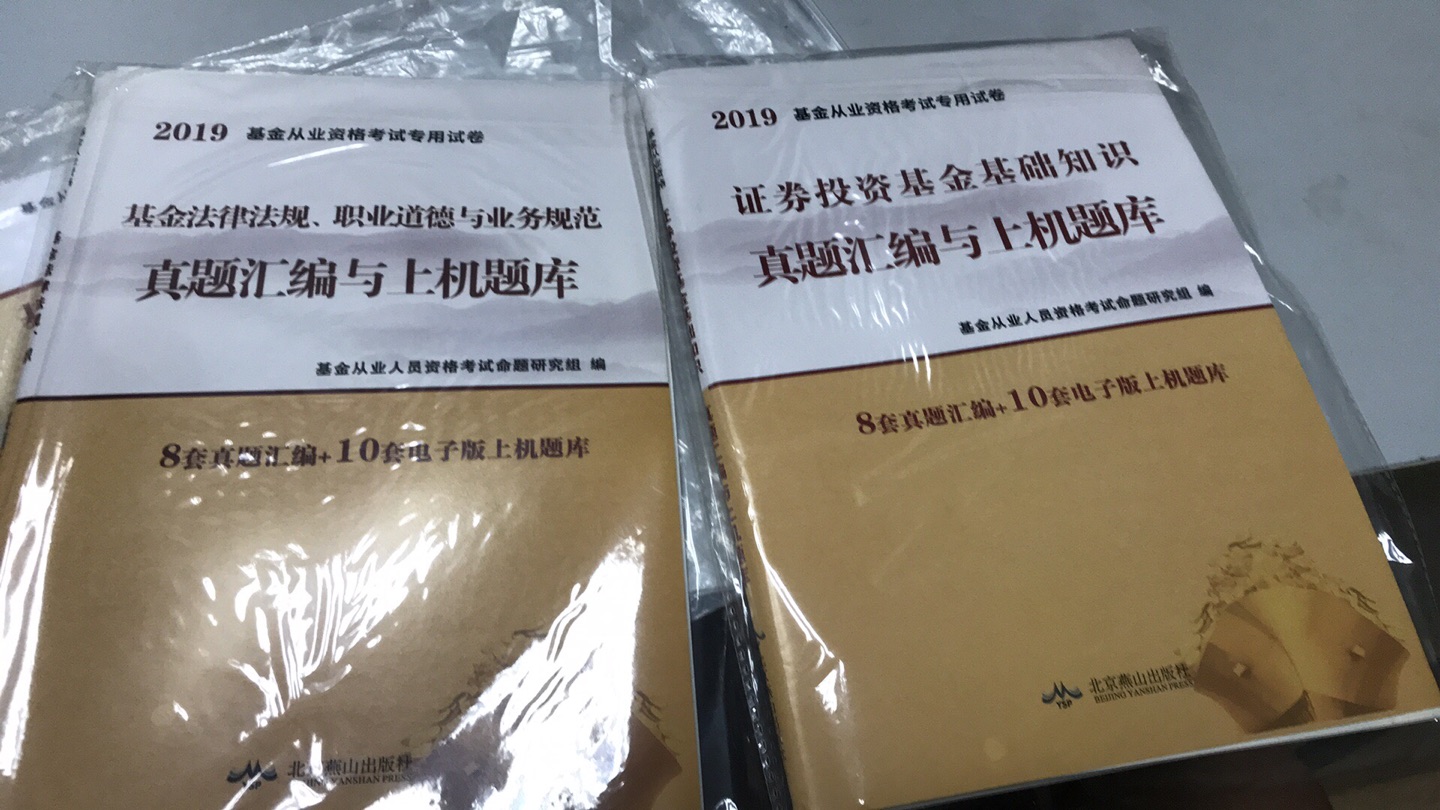 2019 基金从业资格考试专用试卷
基金法律法规、职业道德与业务规范
真题汇编与上机题库
基金从业人员资格考试命题研究组 编
8套真题汇编+10套电子版上机题库
YSP
北京燕山出版社
BEIJING YANSHAN PRESS
2019 基金从业资格考试专用试卷
证券投资基金基础知识
真题汇编与上机题库
基金从业人员资格考试命题研究组 编
8套真题汇编+10套电子版上机题库
YSP
北京燕山出版社
BEIJING YANSHAN PRESS